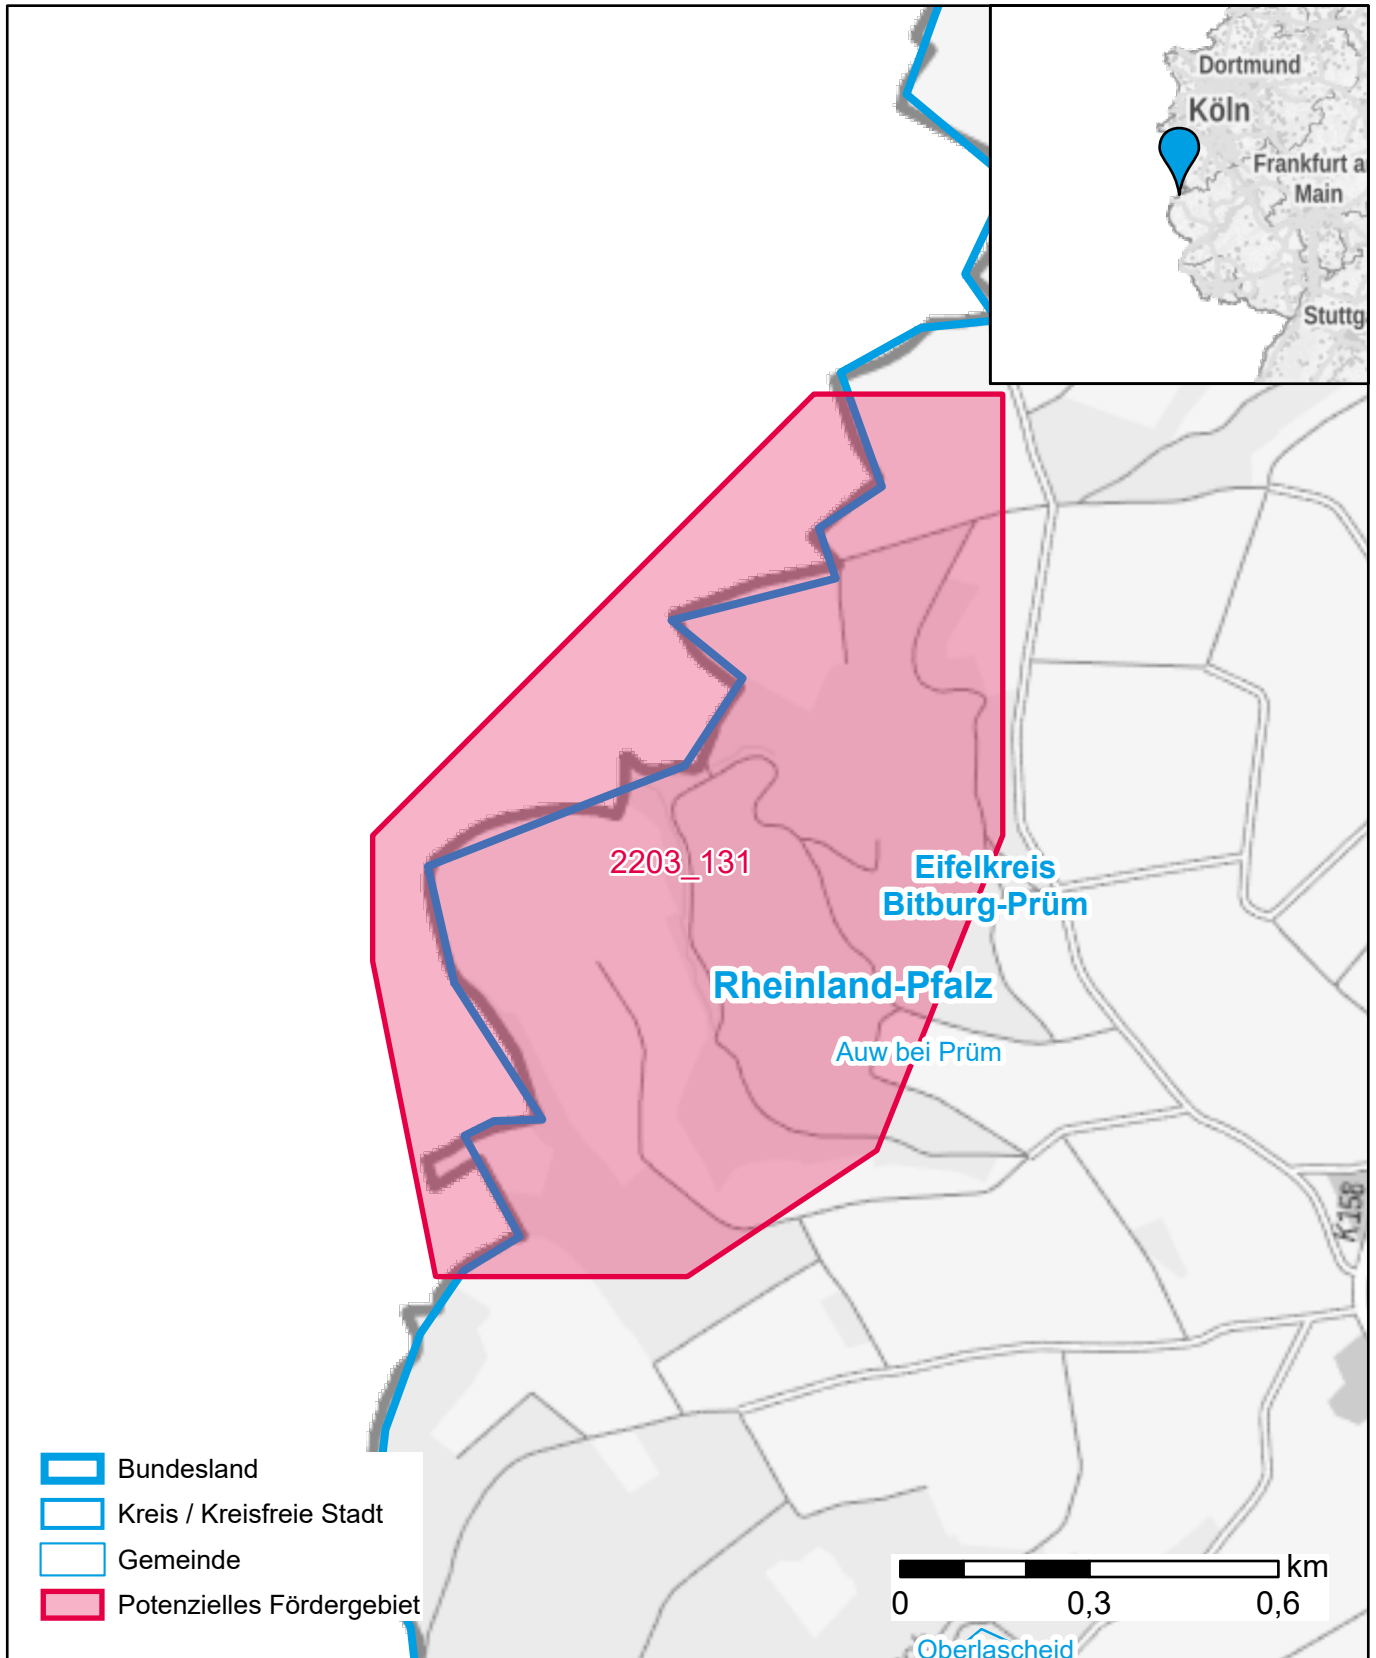 Dortmund
Köln
Frankfurt a
Main
Stuttg
2203_131
Eifelkreis
Bitburg-Prüm
Rheinland-Pfalz
Auw bei Prüm
K158
Bundesland
Kreis / Kreisfreie Stadt
Gemeinde
Potenzielles Fördergebiet
km
0 0,3 0,6
Oberlascheid